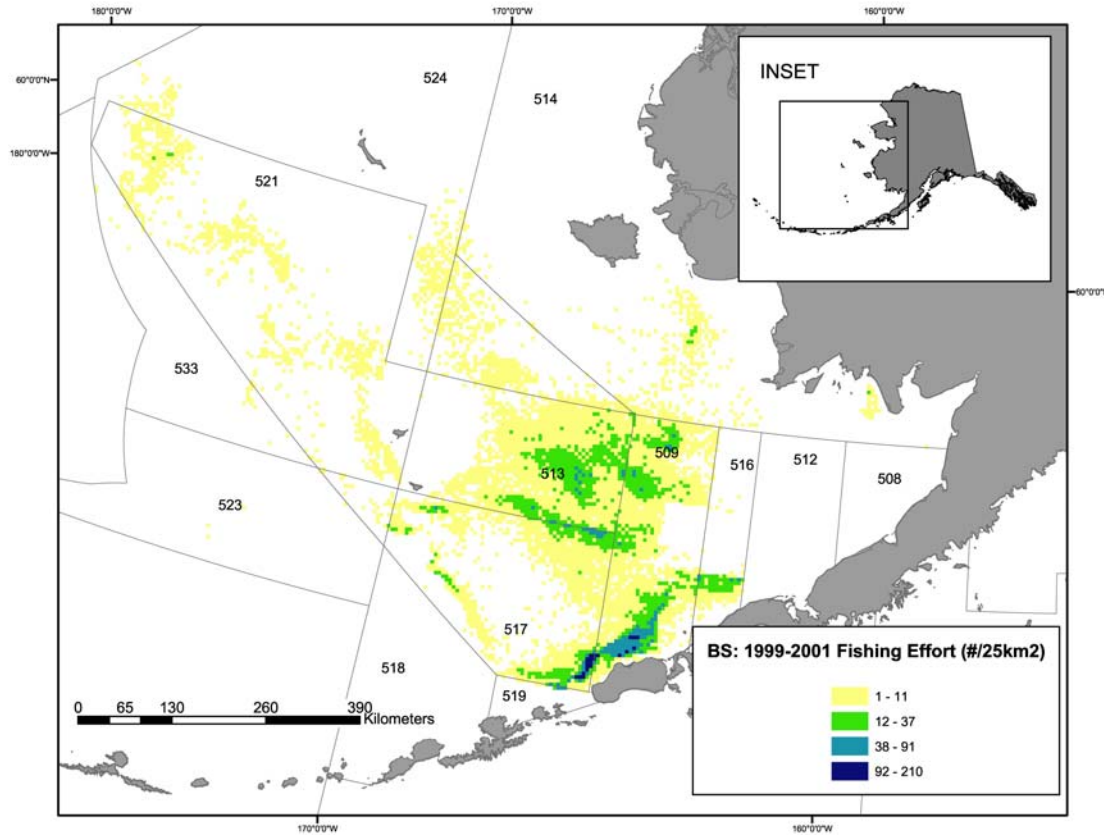 180°0'0"W
170°0'0"W
160°0'0"W
60°0'0"N
180°0'0"W
60°0'0"N
524
514
INSET
521
533
523
513
509
516
512
508
517
518
519
BS: 1999-2001 Fishing Effort (#/25km2)
1 - 11
12 - 37
38 - 91
92 - 210
0 65 130 260 390
Kilometers
170°0'0"W
160°0'0"W